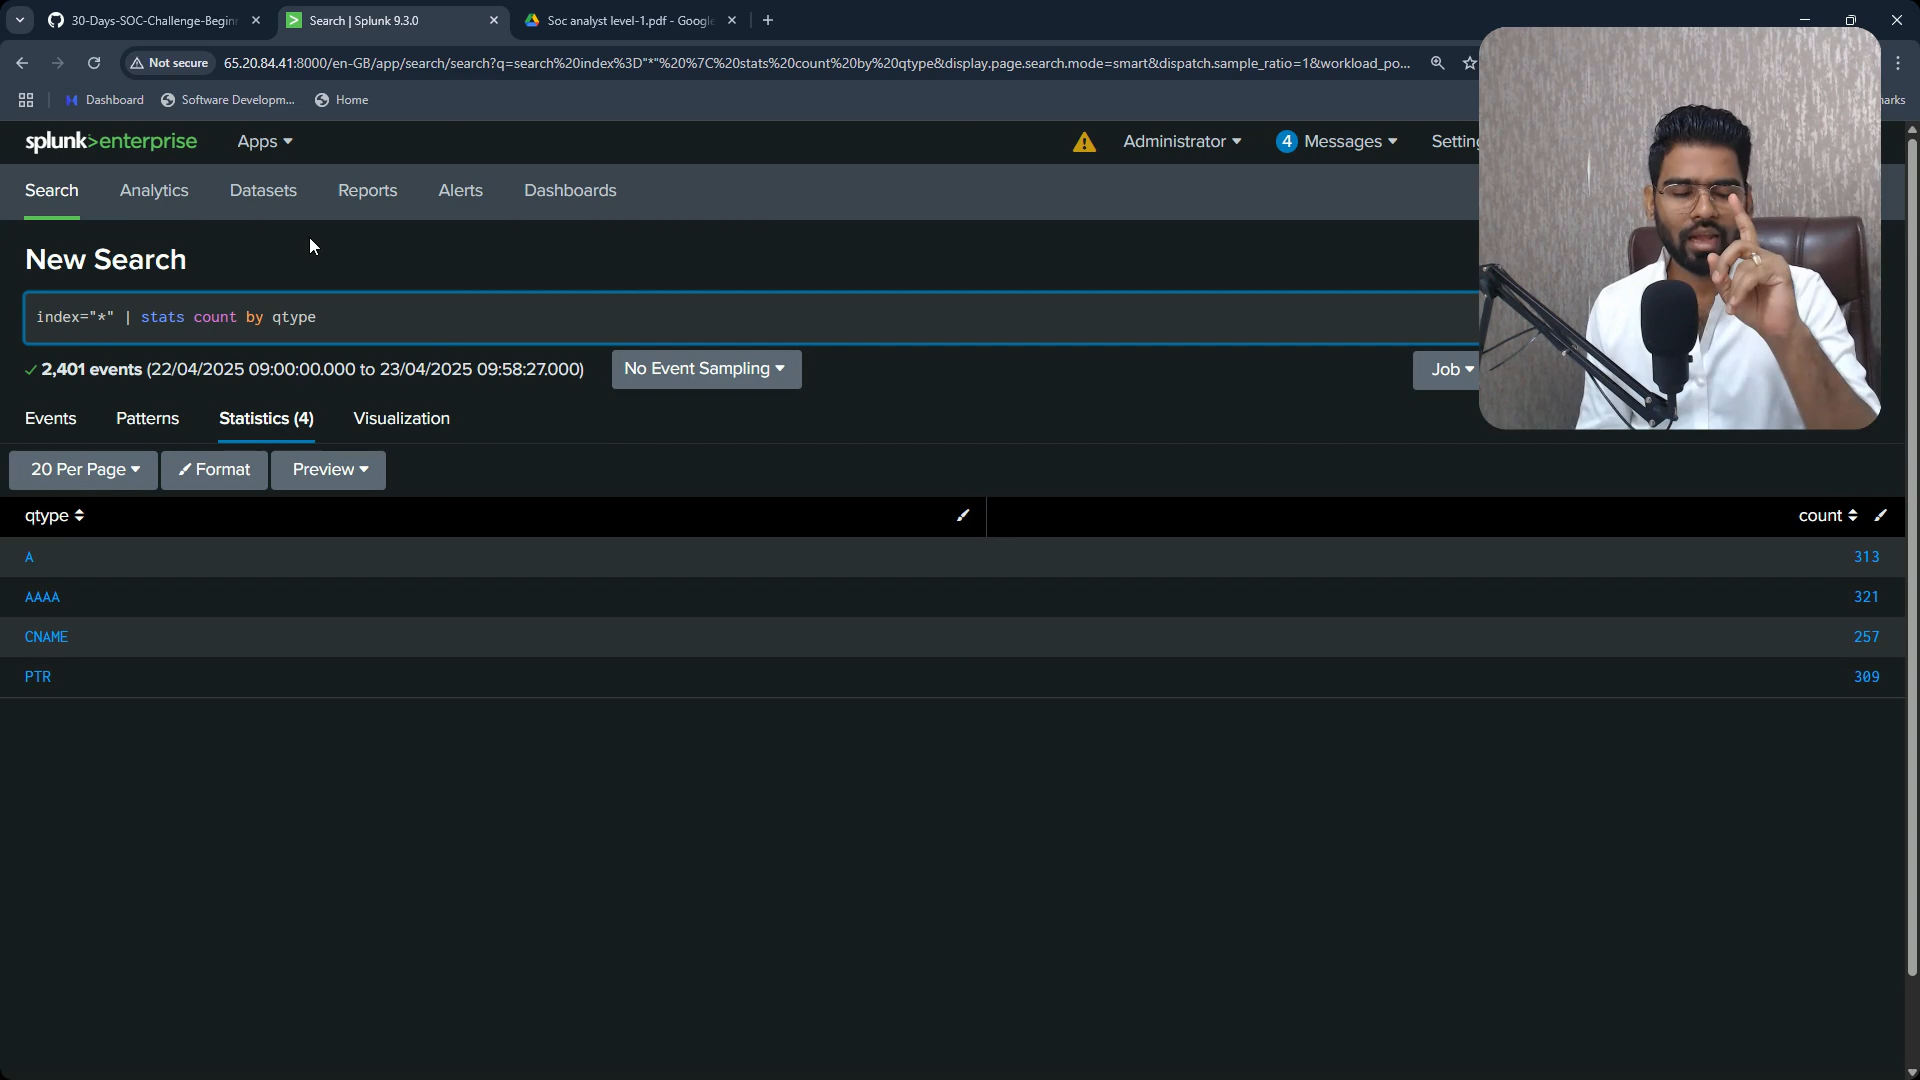 30-Days-SOC-Challenge-Beginn
Search | Splunk 9.3.0
Soc analyst level-1.pdf - Google
Not secure
65.20.84.41:8000/en-GB/app/search/search?q=search%20index%3D"*"%20%7C%20stats%20count%20by%20qtype&display.page.search.mode=smart&dispatch.sample_ratio=1&workload_po...
Dashboard
Software Developm...
Home
arks
splunk>enterprise
Apps
Administrator
4 Messages
Setting
Search
Analytics
Datasets
Reports
Alerts
Dashboards
New Search
index="*" | stats count by qtype
2,401 events (22/04/2025 09:00:00.000 to 23/04/2025 09:58:27.000)
No Event Sampling
Job
Events
Patterns
Statistics (4)
Visualization
20 Per Page
Format
Preview
qtype
count
A 313
AAAA 321
CNAME 257
PTR 309